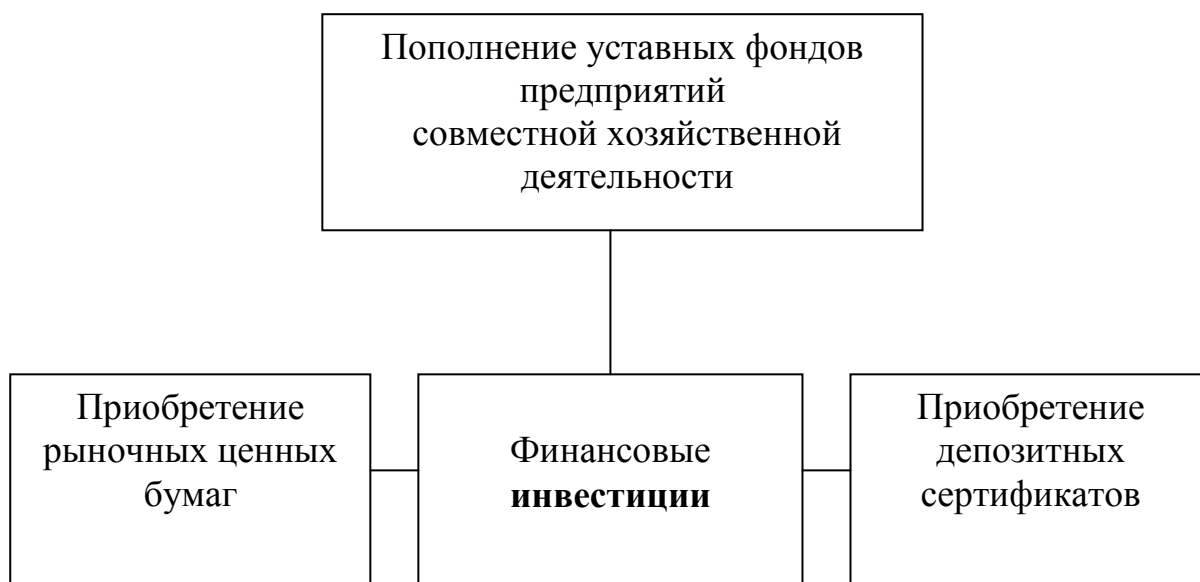 Пополнение уставных фондов
предприятий
совместной хозяйственной
деятельности
Приобретение
рыночных ценных
бумаг
Финансовые
инвестиции
Приобретение
депозитных
сертификатов